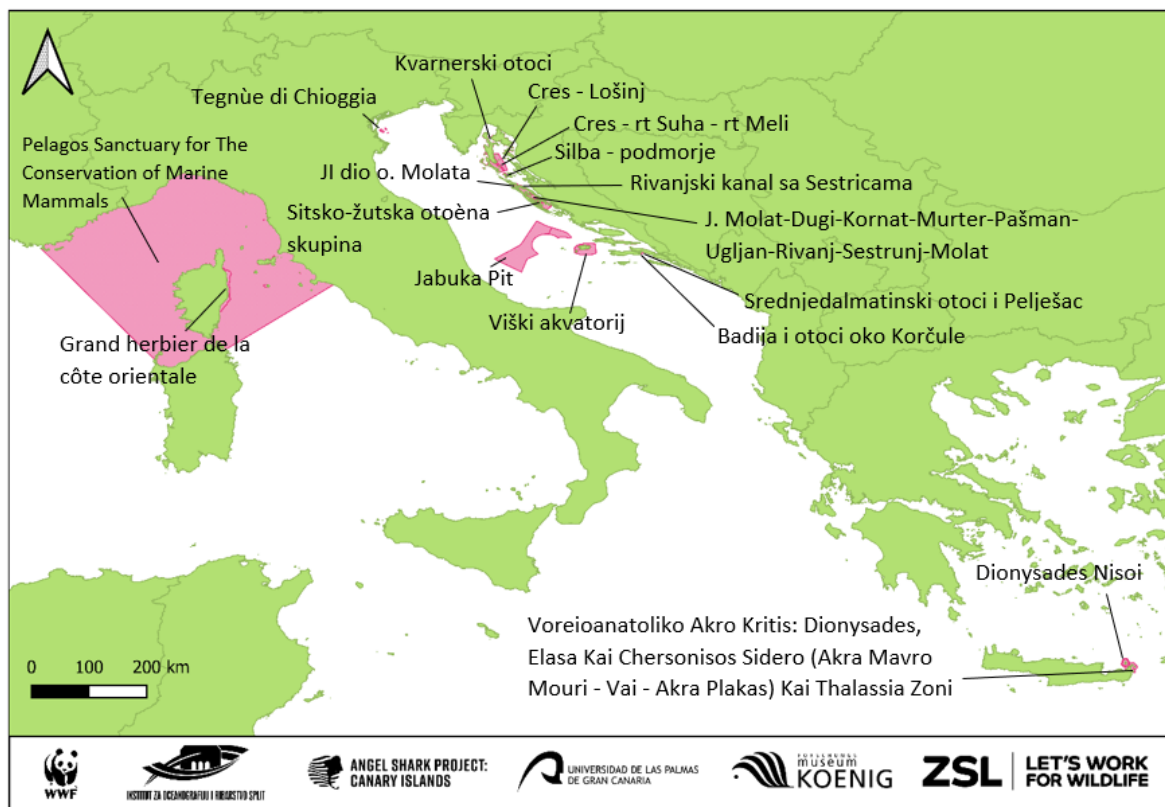 Kvarnerski otoci
Cres - Lošinj
Tegnùe di Chioggia
Cres - rt Suha - rt Meli
Silba - podmorje
Pelagos Sanctuary for The
Conservation of Marine
Mammals
JI dio o. Molata
Rivanjski kanal sa Sestricama
Sitsko-žutska otoèna
skupina
J. Molat-Dugi-Kornat-Murter-Pašman-
Ugljan-Rivanj-Sestrunj-Molat
Jabuka Pit
Srednjedalmatinski otoci i Pelješac
Viški akvatorij
Badija i otoci oko Korčule
Grand herbier de la
côte orientale
Dionysades Nisoi
Voreioanatoliko Akro Kritis: Dionysades,
Elasa Kai Chersonisos Sidero (Akra Mavro
Mouri - Vai - Akra Plakas) Kai Thalassia Zoni
0 100 200 km
WWF
INSTITUT ZA OCEANOGRAFIJU I RIBARSTVO SPLIT
ANGEL SHARK PROJECT:
CANARY ISLANDS
UNIVERSIDAD DE LAS PALMAS
DE GRAN CANARIA
FORSCHUNGS
museum
KOENIG
ZSL
LET'S WORK
FOR WILDLIFE